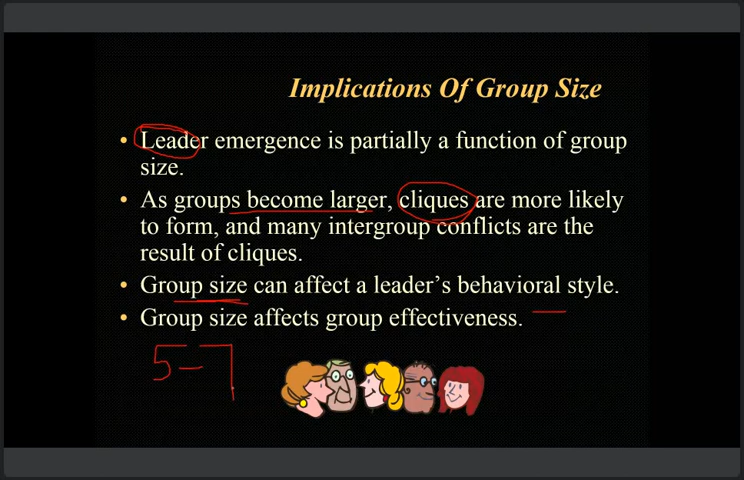 Implications Of Group Size
• Leader emergence is partially a function of group
size.
• As groups become larger, cliques are more likely
to form, and many intergroup conflicts are the
result of cliques.
• Group size can affect a leader's behavioral style.
• Group size affects group effectiveness.
5-7